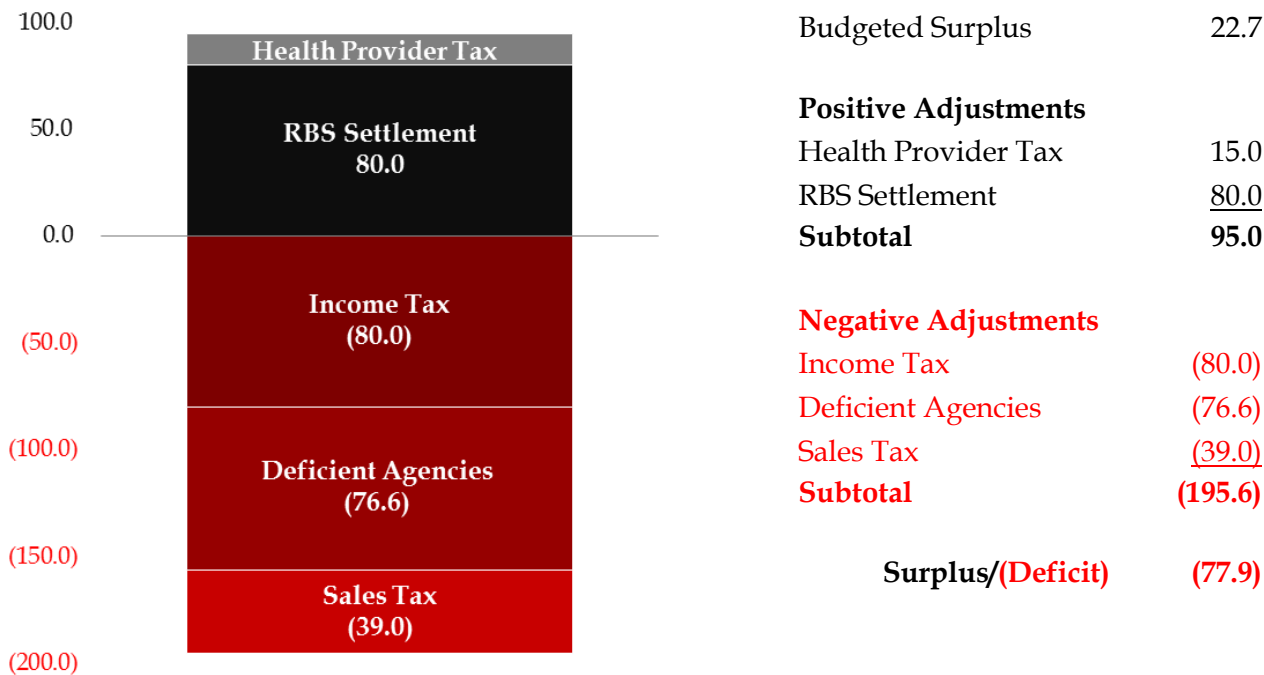 100.0
50.0
0.0
(50.0)
(100.0)
(150.0)
(200.0)
Health Provider Tax
RBS Settlement
80.0
Income Tax
(80.0)
Deficient Agencies
(76.6)
Sales Tax
(39.0)
Budgeted Surplus 22.7
Positive Adjustments
Health Provider Tax 15.0
RBS Settlement 80.0
Subtotal 95.0
Negative Adjustments
Income Tax (80.0)
Deficient Agencies (76.6)
Sales Tax (39.0)
Subtotal (195.6)
Surplus/(Deficit) (77.9)